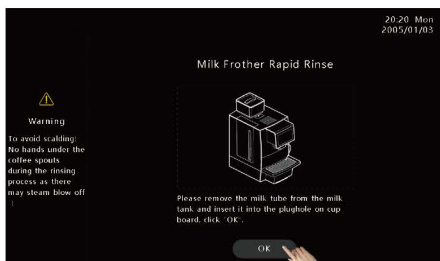 20:20 Mon
2005/01/03
Milk Frother Rapid Rinse
Warning
To avoid scalding!
No hands under the
coffee spouts
during the rinsing
process as there
may steam blow off
!
Please remove the milk tube from the milk
tank and insert it into the plughole on cup
board, click "OK".
OK